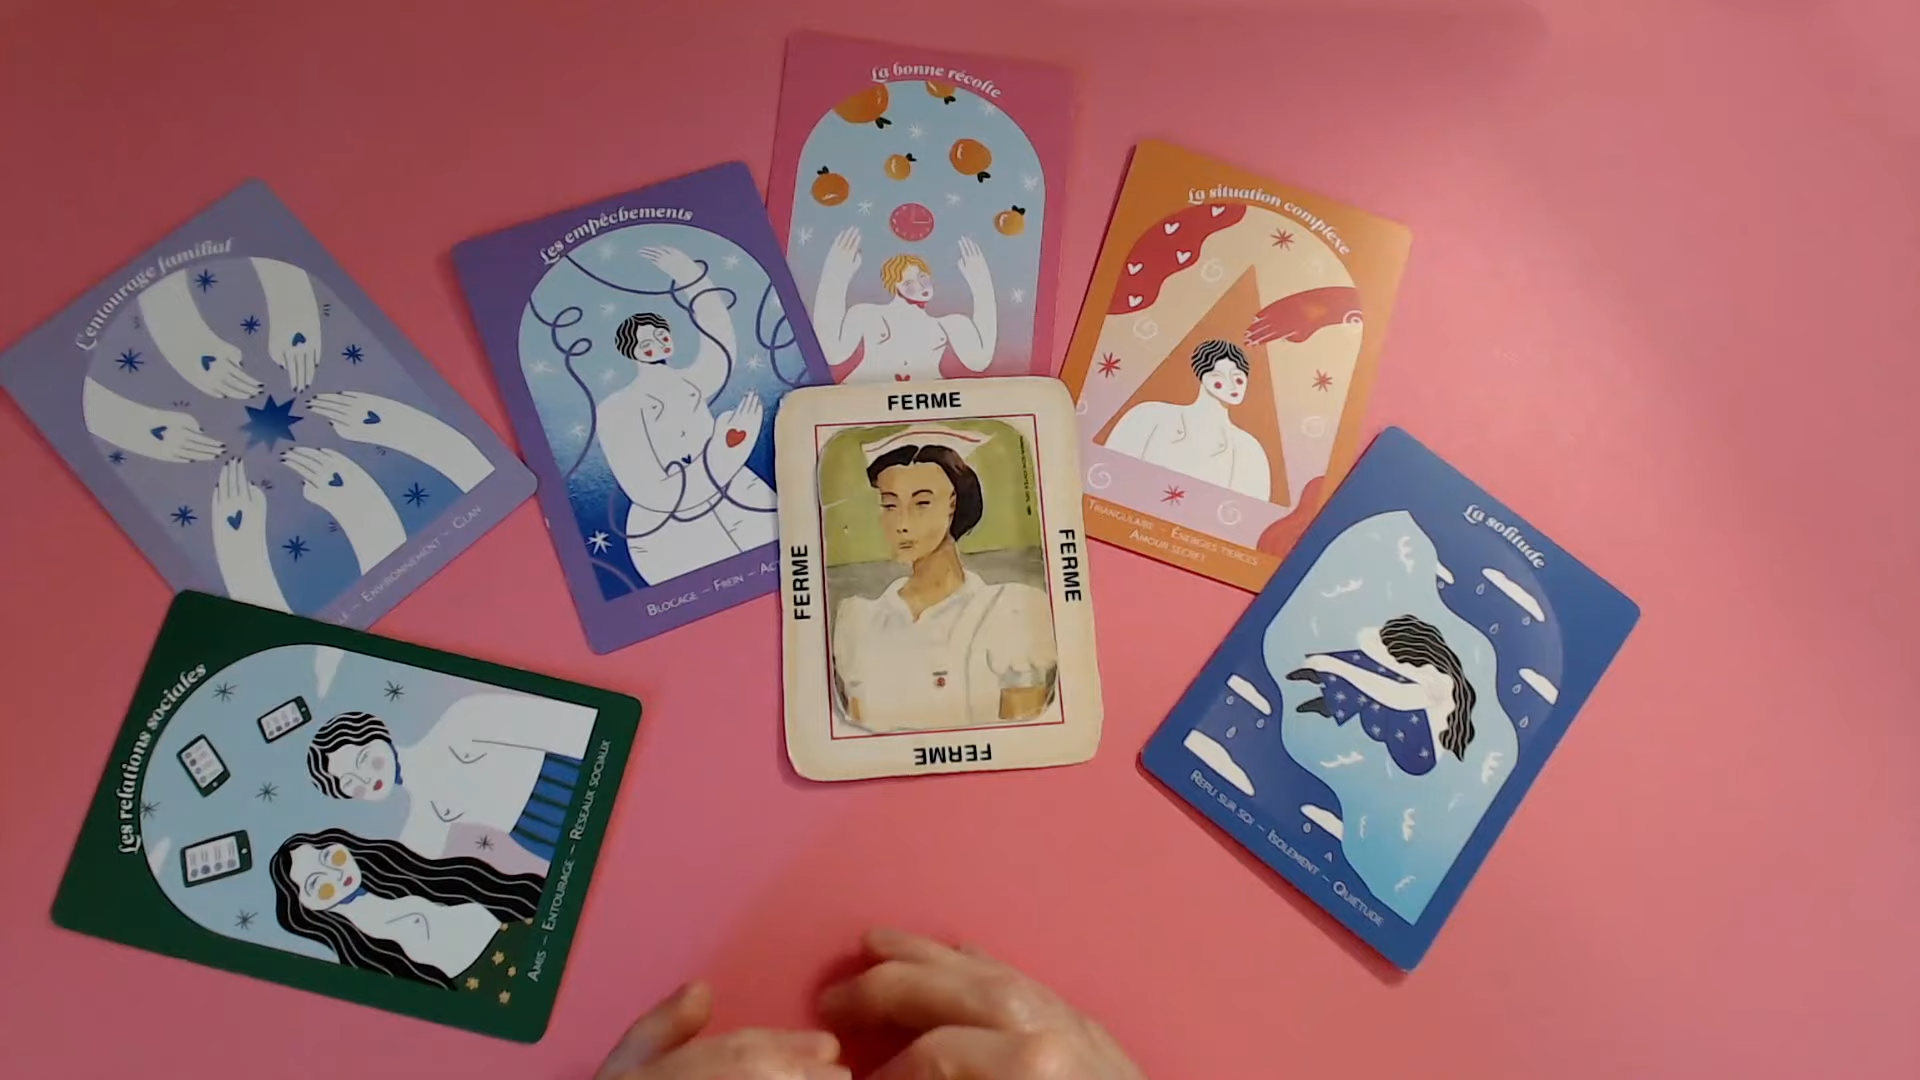 La bonne récolte
La situation complexe
Triangulaire – Énergies tierces
Amour secret
Les empêchements
Blocage – Frein –
L'entourage familial
Environnement – Clan
FERME
FERME
FERME
FERME
La solitude
Repli sur soi – Isolement – Quiétude
Les relations sociales
Amis – Entourage – Réseaux sociaux